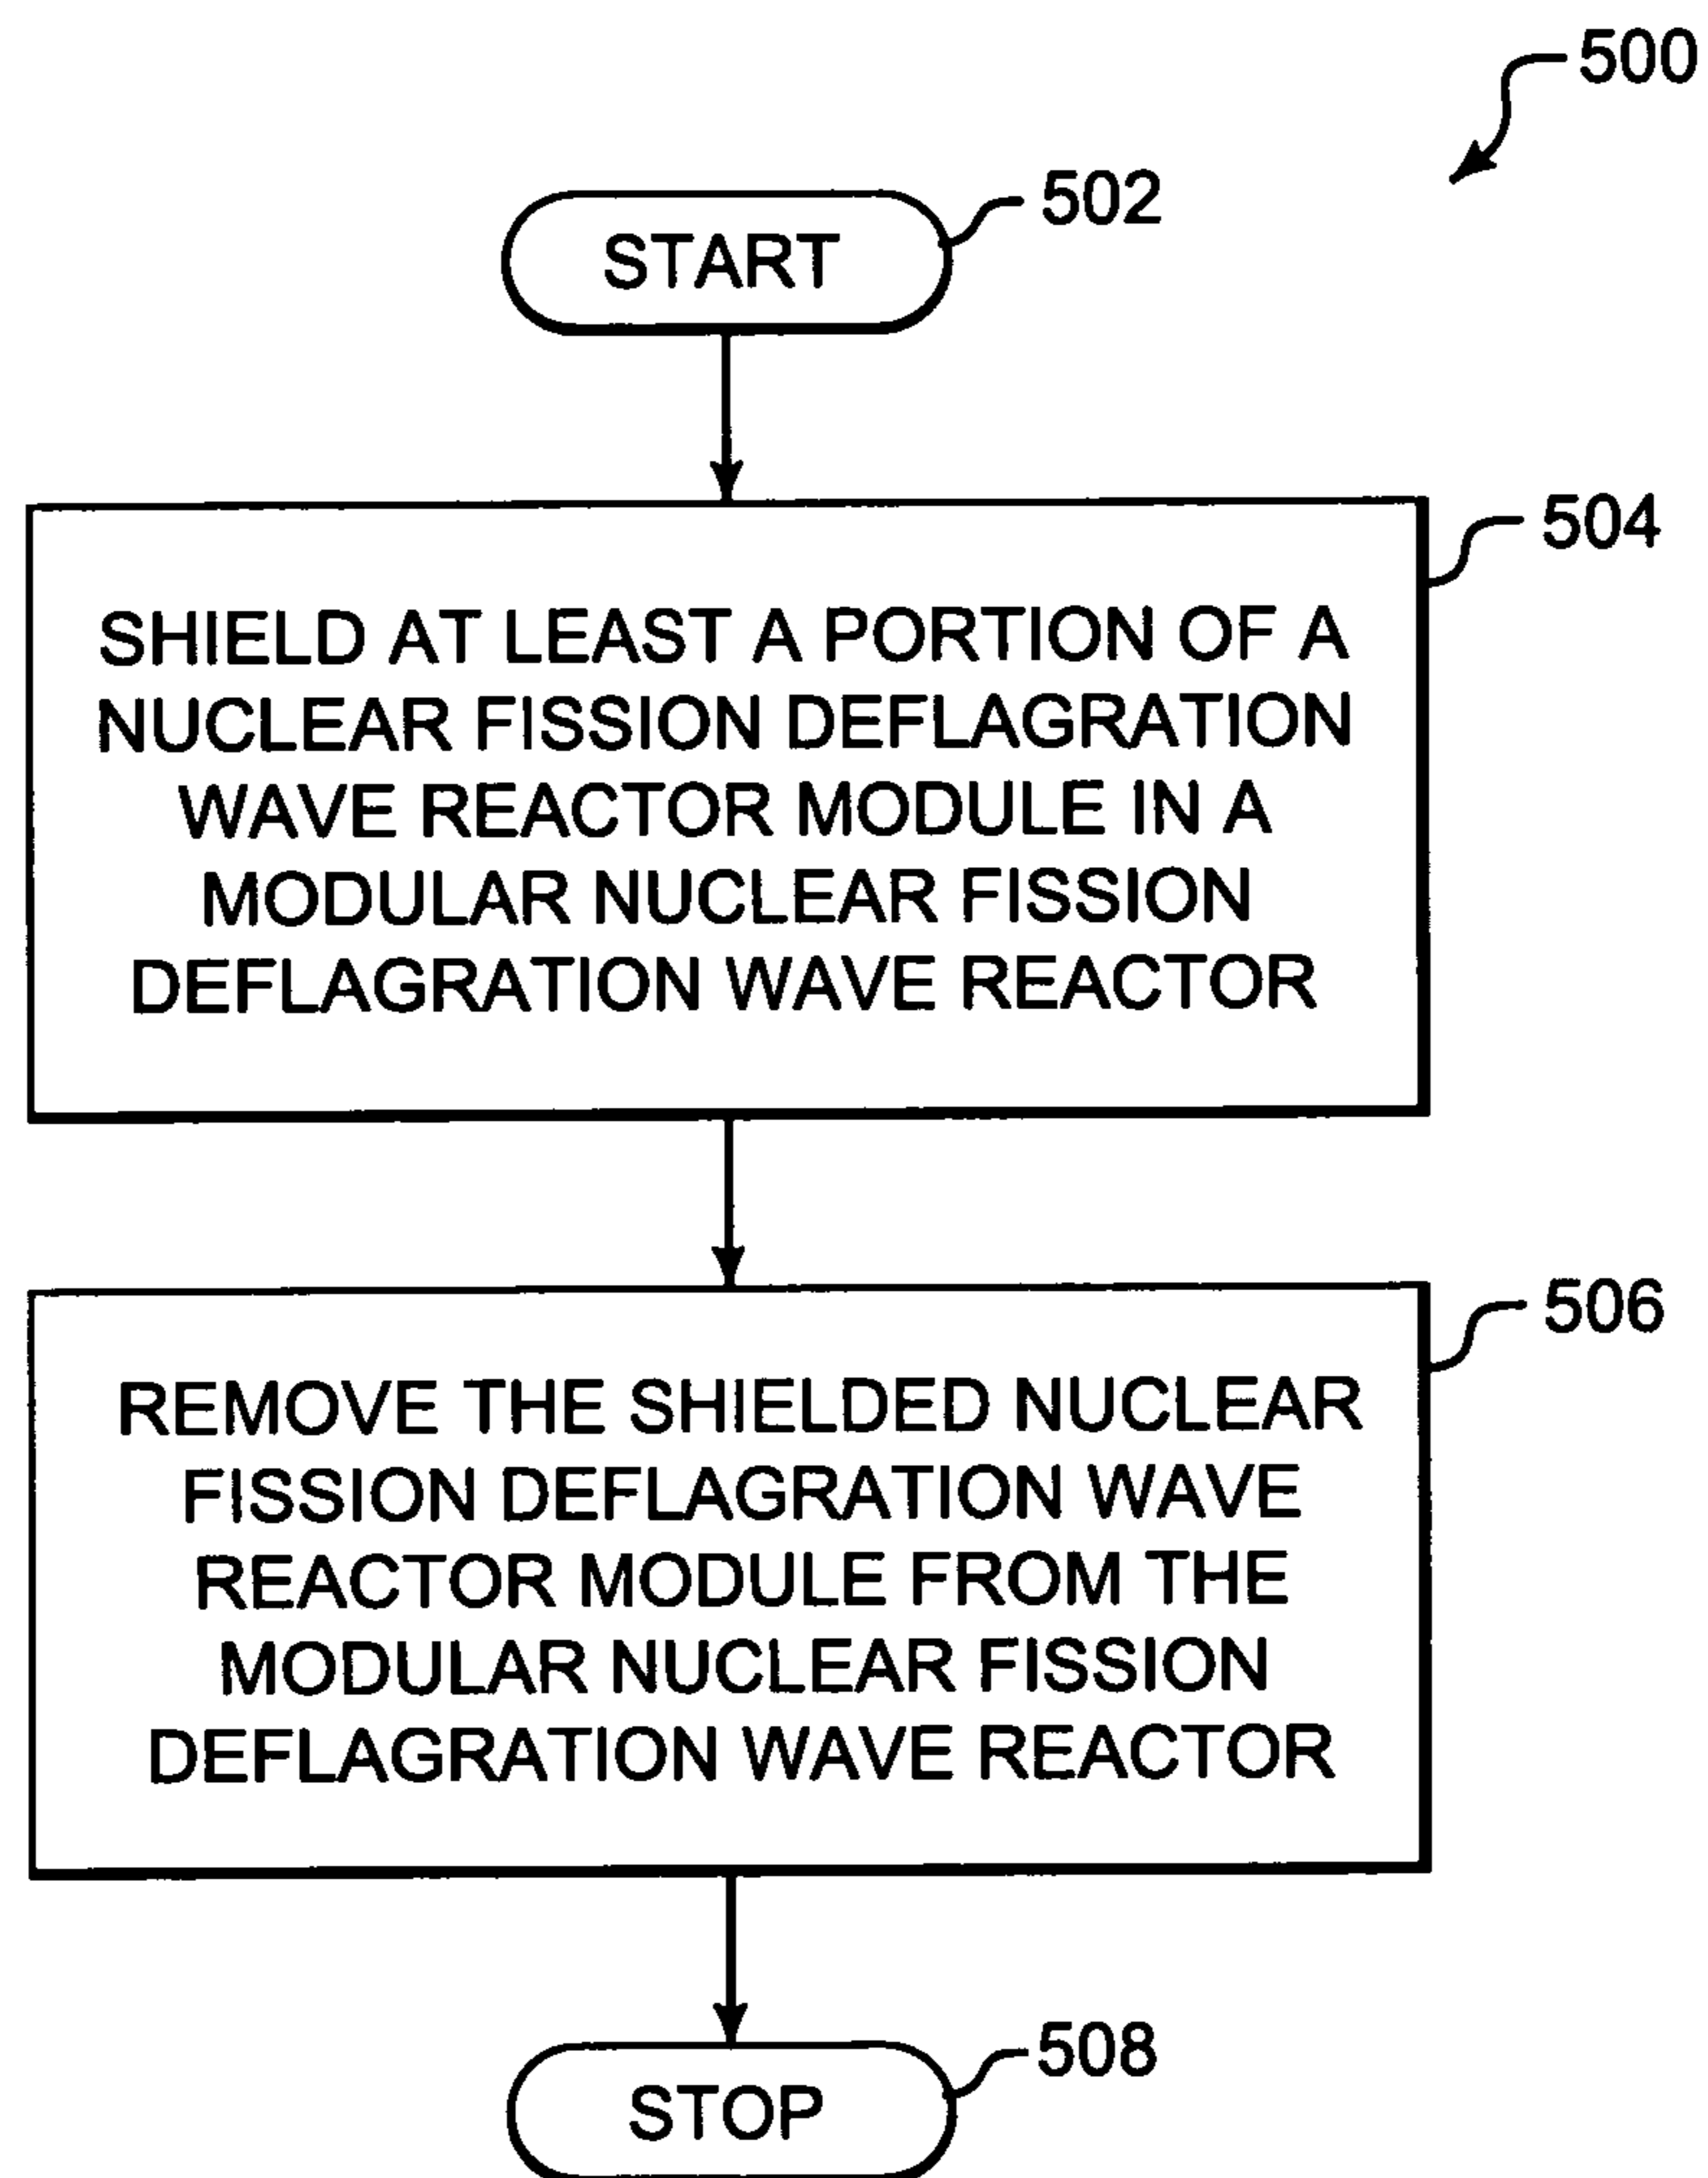 500
502
START
504
SHIELD AT LEAST A PORTION OF A
NUCLEAR FISSION DEFLAGRATION
WAVE REACTOR MODULE IN A
MODULAR NUCLEAR FISSION
DEFLAGRATION WAVE REACTOR
506
REMOVE THE SHIELDED NUCLEAR
FISSION DEFLAGRATION WAVE
REACTOR MODULE FROM THE
MODULAR NUCLEAR FISSION
DEFLAGRATION WAVE REACTOR
508
STOP